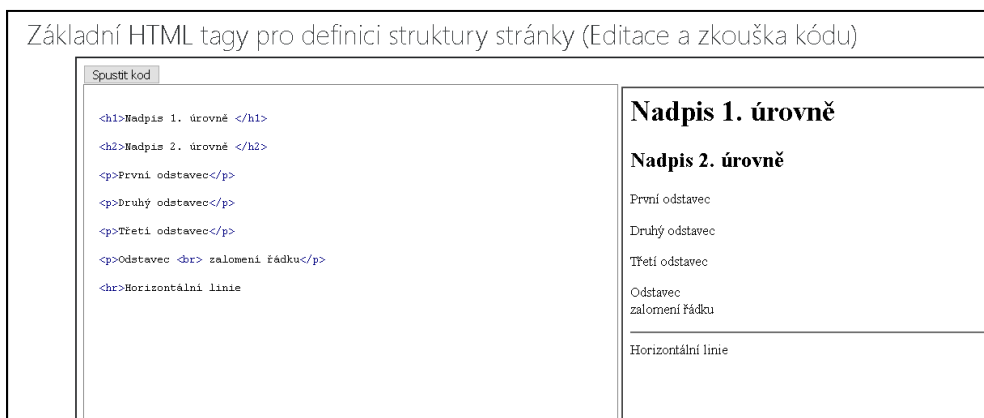 Základní HTML tagy pro definici struktury stránky (Editace a zkouška kódu)
Spustit kod
<h1>Nadpis 1. úrovně </h1>
<h2>Nadpis 2. úrovně </h2>
<p>První odstavec</p>
<p>Druhý odstavec</p>
<p>Třetí odstavec</p>
<p>Odstavec <br> zalomení řádku</p>
<hr>Horizontální linie
Nadpis 1. úrovně
Nadpis 2. úrovně
První odstavec
Druhý odstavec
Třetí odstavec
Odstavec
zalomení řádku
Horizontální linie